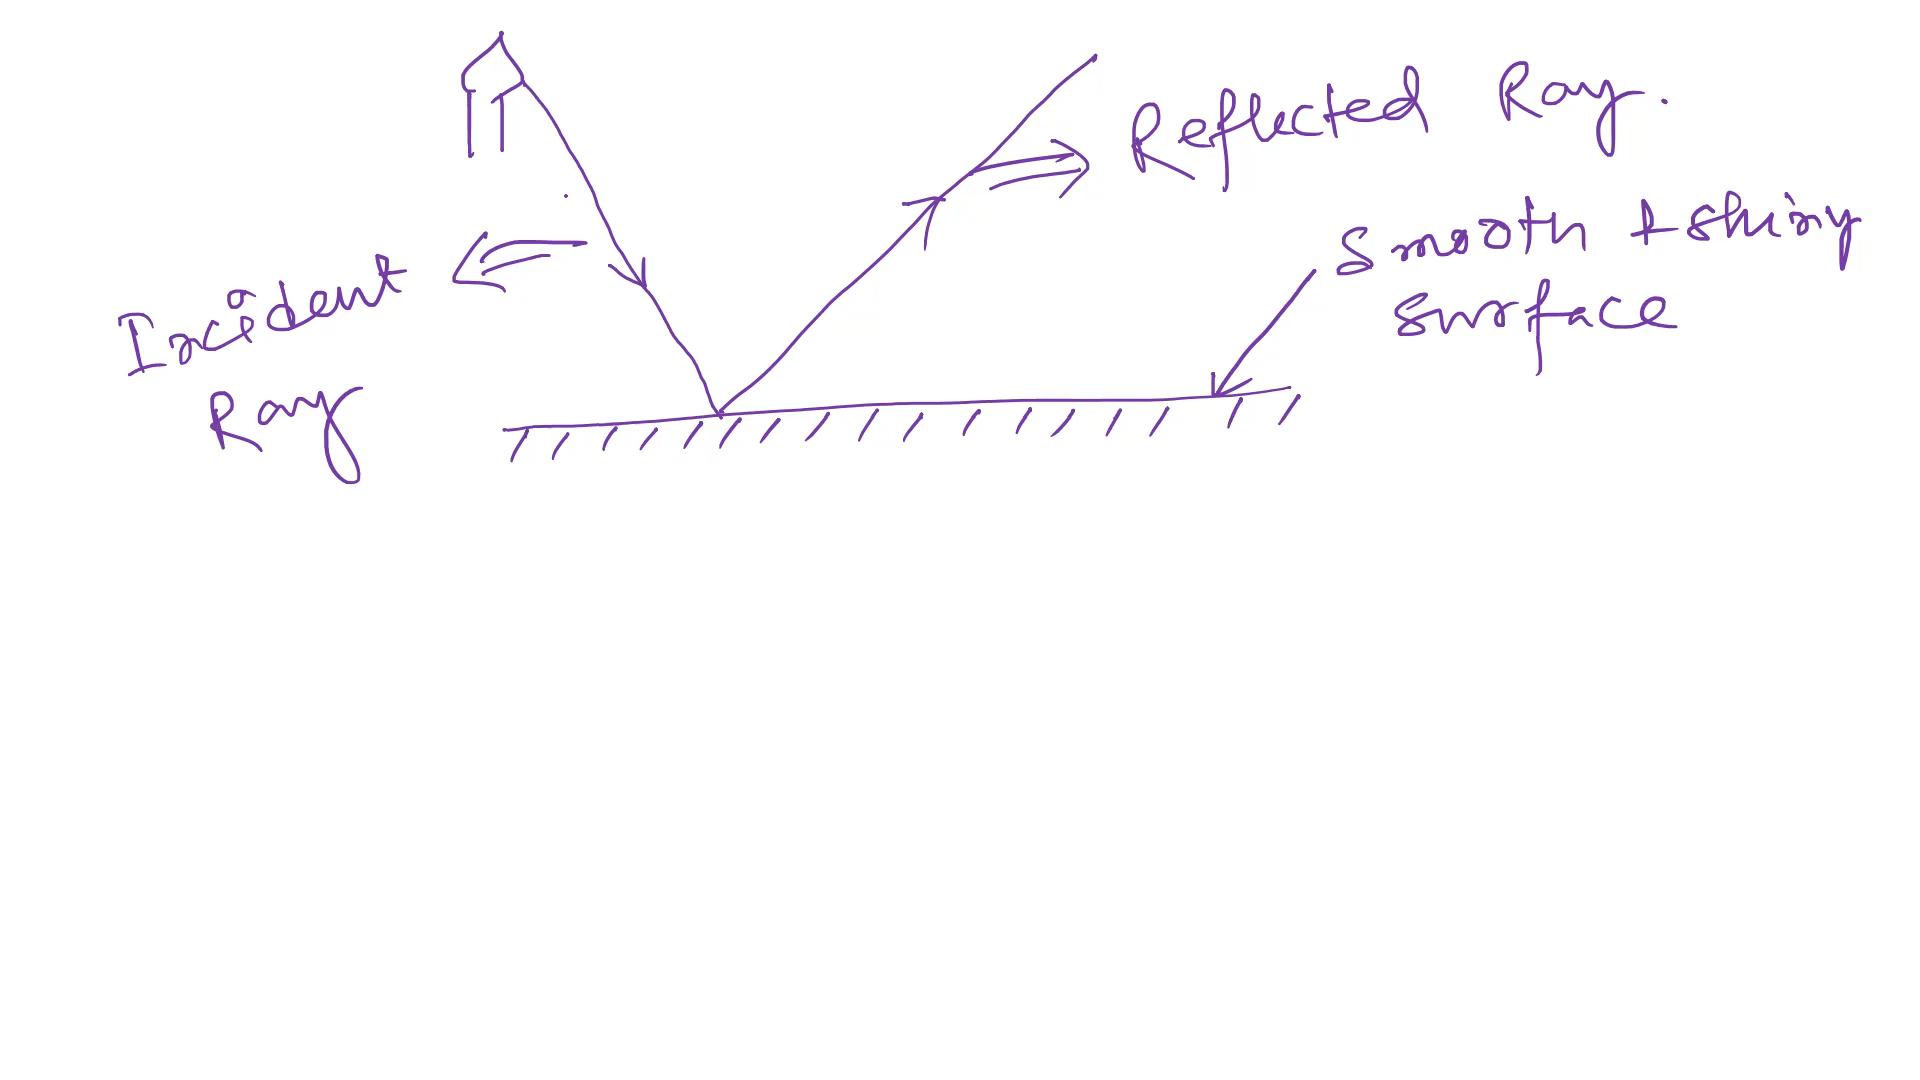 Reflected Ray.
Smooth + shiny
surface
Incident
Ray